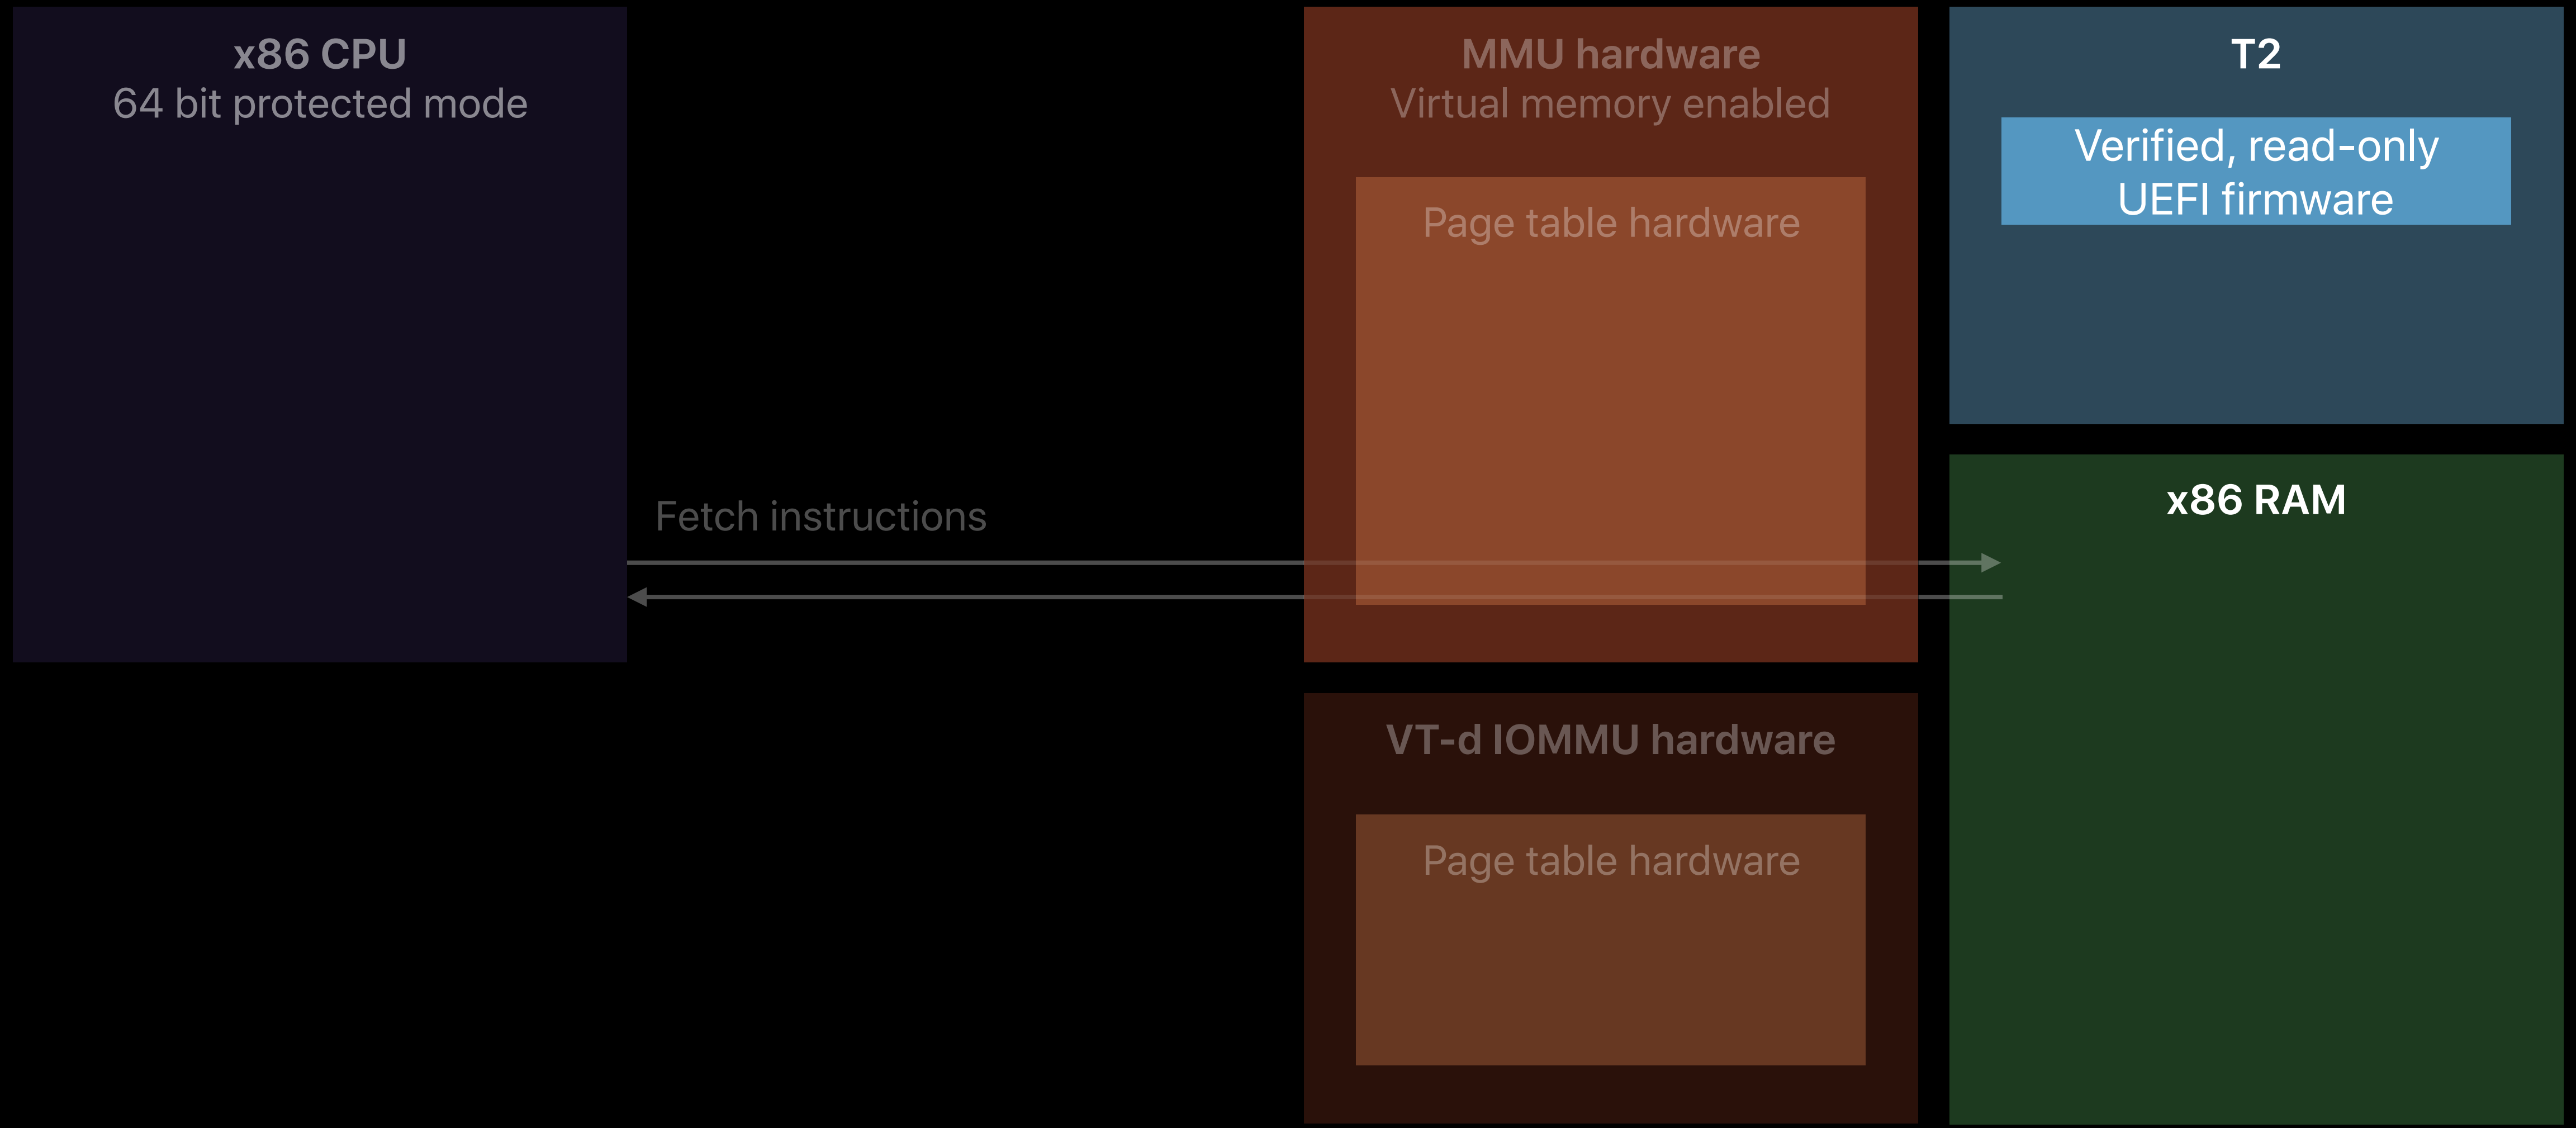 x86 CPU
64 bit protected mode
MMU hardware
Virtual memory enabled
Page table hardware
T2
Verified, read-only
UEFI firmware
Fetch instructions
x86 RAM
VT-d IOMMU hardware
Page table hardware